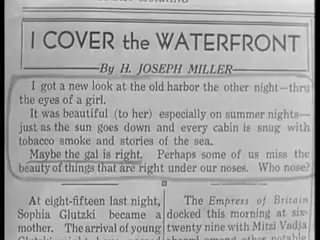 I COVER the WATERFRONT
By H. JOSEPH MILLER
I got a new look at the old harbor the other night—thru
the eyes of a girl.
It was beautiful (to her) especially on summer nights—
just as the sun goes down and every cabin is snug with
tobacco smoke and stories of the sea.
Maybe the gal is right. Perhaps some of us miss the
beauty of things that are right under our noses. Who nose?
At eight-fifteen last night,
Sophia Glutzki became a
mother. The arrival of young
The Empress of Britain
docked this morning at six-
twenty nine with Mitzi Vadja